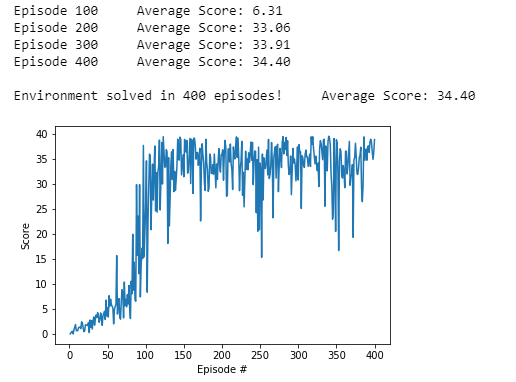 Episode 100 Average Score: 6.31
Episode 200 Average Score: 33.06
Episode 300 Average Score: 33.91
Episode 400 Average Score: 34.40
Environment solved in 400 episodes! Average Score: 34.40
40
35
30
25
20
15
10
5
0
Score
0 50 100 150 200 250 300 350 400
Episode #